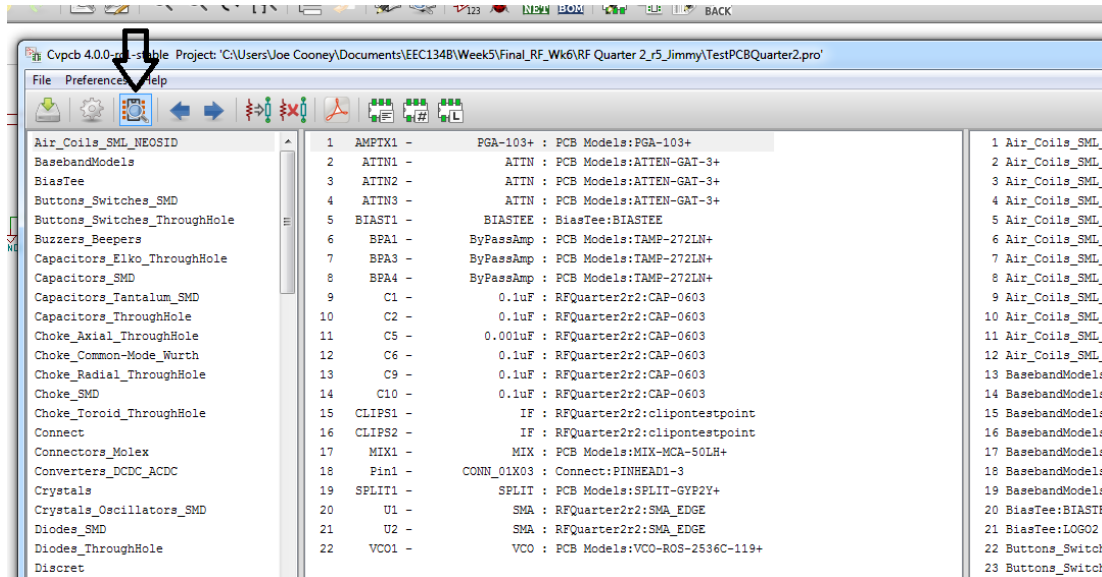 123 NET BOM BACK
Cvpcb 4.0.0-rc1-stable Project: 'C:\Users\Joe Cooney\Documents\EEC134B\Week5\Final_RF_Wk6\RF Quarter 2_r5_Jimmy\TestPCBQuarter2.pro'
File Preferences Help
Air_Coils_SML_NEOSID
BasebandModels
BiasTee
Buttons_Switches_SMD
Buttons_Switches_ThroughHole
Buzzers_Beepers
Capacitors_Elko_ThroughHole
Capacitors_SMD
Capacitors_Tantalum_SMD
Capacitors_ThroughHole
Choke_Axial_ThroughHole
Choke_Common-Mode_Wurth
Choke_Radial_ThroughHole
Choke_SMD
Choke_Toroid_ThroughHole
Connect
Connectors_Molex
Converters_DCDC_ACDC
Crystals
Crystals_Oscillators_SMD
Diodes_SMD
Diodes_ThroughHole
Discret
1 AMPTX1 - PGA-103+ : PCB Models:PGA-103+
2 ATTN1 - ATTN : PCB Models:ATTEN-GAT-3+
3 ATTN2 - ATTN : PCB Models:ATTEN-GAT-3+
4 ATTN3 - ATTN : PCB Models:ATTEN-GAT-3+
5 BIAST1 - BIASTEE : BiasTee:BIASTEE
6 BPA1 - ByPassAmp : PCB Models:TAMP-272LN+
7 BPA3 - ByPassAmp : PCB Models:TAMP-272LN+
8 BPA4 - ByPassAmp : PCB Models:TAMP-272LN+
9 C1 - 0.1uF : RFQuarter2r2:CAP-0603
10 C2 - 0.1uF : RFQuarter2r2:CAP-0603
11 C5 - 0.001uF : RFQuarter2r2:CAP-0603
12 C6 - 0.1uF : RFQuarter2r2:CAP-0603
13 C9 - 0.1uF : RFQuarter2r2:CAP-0603
14 C10 - 0.1uF : RFQuarter2r2:CAP-0603
15 CLIPS1 - IF : RFQuarter2r2:clipontestpoint
16 CLIPS2 - IF : RFQuarter2r2:clipontestpoint
17 MIX1 - MIX : PCB Models:MIX-MCA-50LH+
18 Pin1 - CONN_01X03 : Connect:PINHEAD1-3
19 SPLIT1 - SPLIT : PCB Models:SPLIT-GYP2Y+
20 U1 - SMA : RFQuarter2r2:SMA_EDGE
21 U2 - SMA : RFQuarter2r2:SMA_EDGE
22 VCO1 - VCO : PCB Models:VCO-ROS-2536C-119+
1 Air_Coils_SML_
2 Air_Coils_SML_
3 Air_Coils_SML_
4 Air_Coils_SML_
5 Air_Coils_SML_
6 Air_Coils_SML_
7 Air_Coils_SML_
8 Air_Coils_SML_
9 Air_Coils_SML_
10 Air_Coils_SML_
11 Air_Coils_SML_
12 Air_Coils_SML_
13 BasebandModels
14 BasebandModels
15 BasebandModels
16 BasebandModels
17 BasebandModels
18 BasebandModels
19 BasebandModels
20 BiasTee:BIASTE
21 BiasTee:LOGO2
22 Buttons_Switch
23 Buttons_Switch